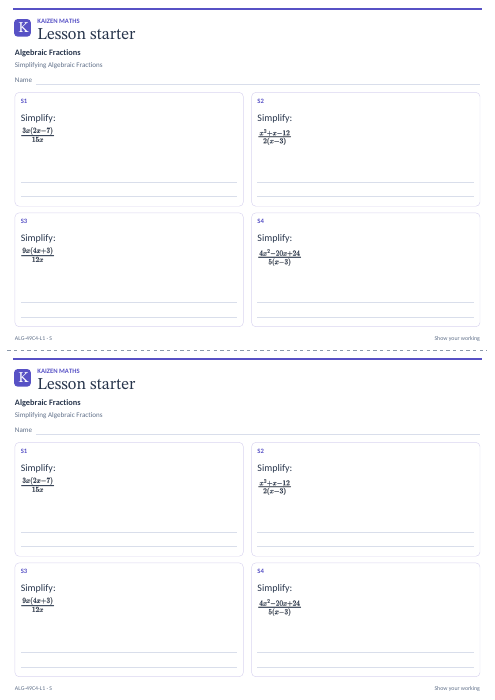 K
KAIZEN MATHS
Lesson starter
Algebraic Fractions
Simplifying Algebraic Fractions
Name
S1
Simplify:
3x(2x−7)
15x
S2
Simplify:
x²+x−12
2(x−3)
S3
Simplify:
9x(4x+3)
12x
S4
Simplify:
4x²−20x+24
5(x−3)
ALG-49C4-L1 · S
Show your working
K
KAIZEN MATHS
Lesson starter
Algebraic Fractions
Simplifying Algebraic Fractions
Name
S1
Simplify:
3x(2x−7)
15x
S2
Simplify:
x²+x−12
2(x−3)
S3
Simplify:
9x(4x+3)
12x
S4
Simplify:
4x²−20x+24
5(x−3)
ALG-49C4-L1 · S
Show your working